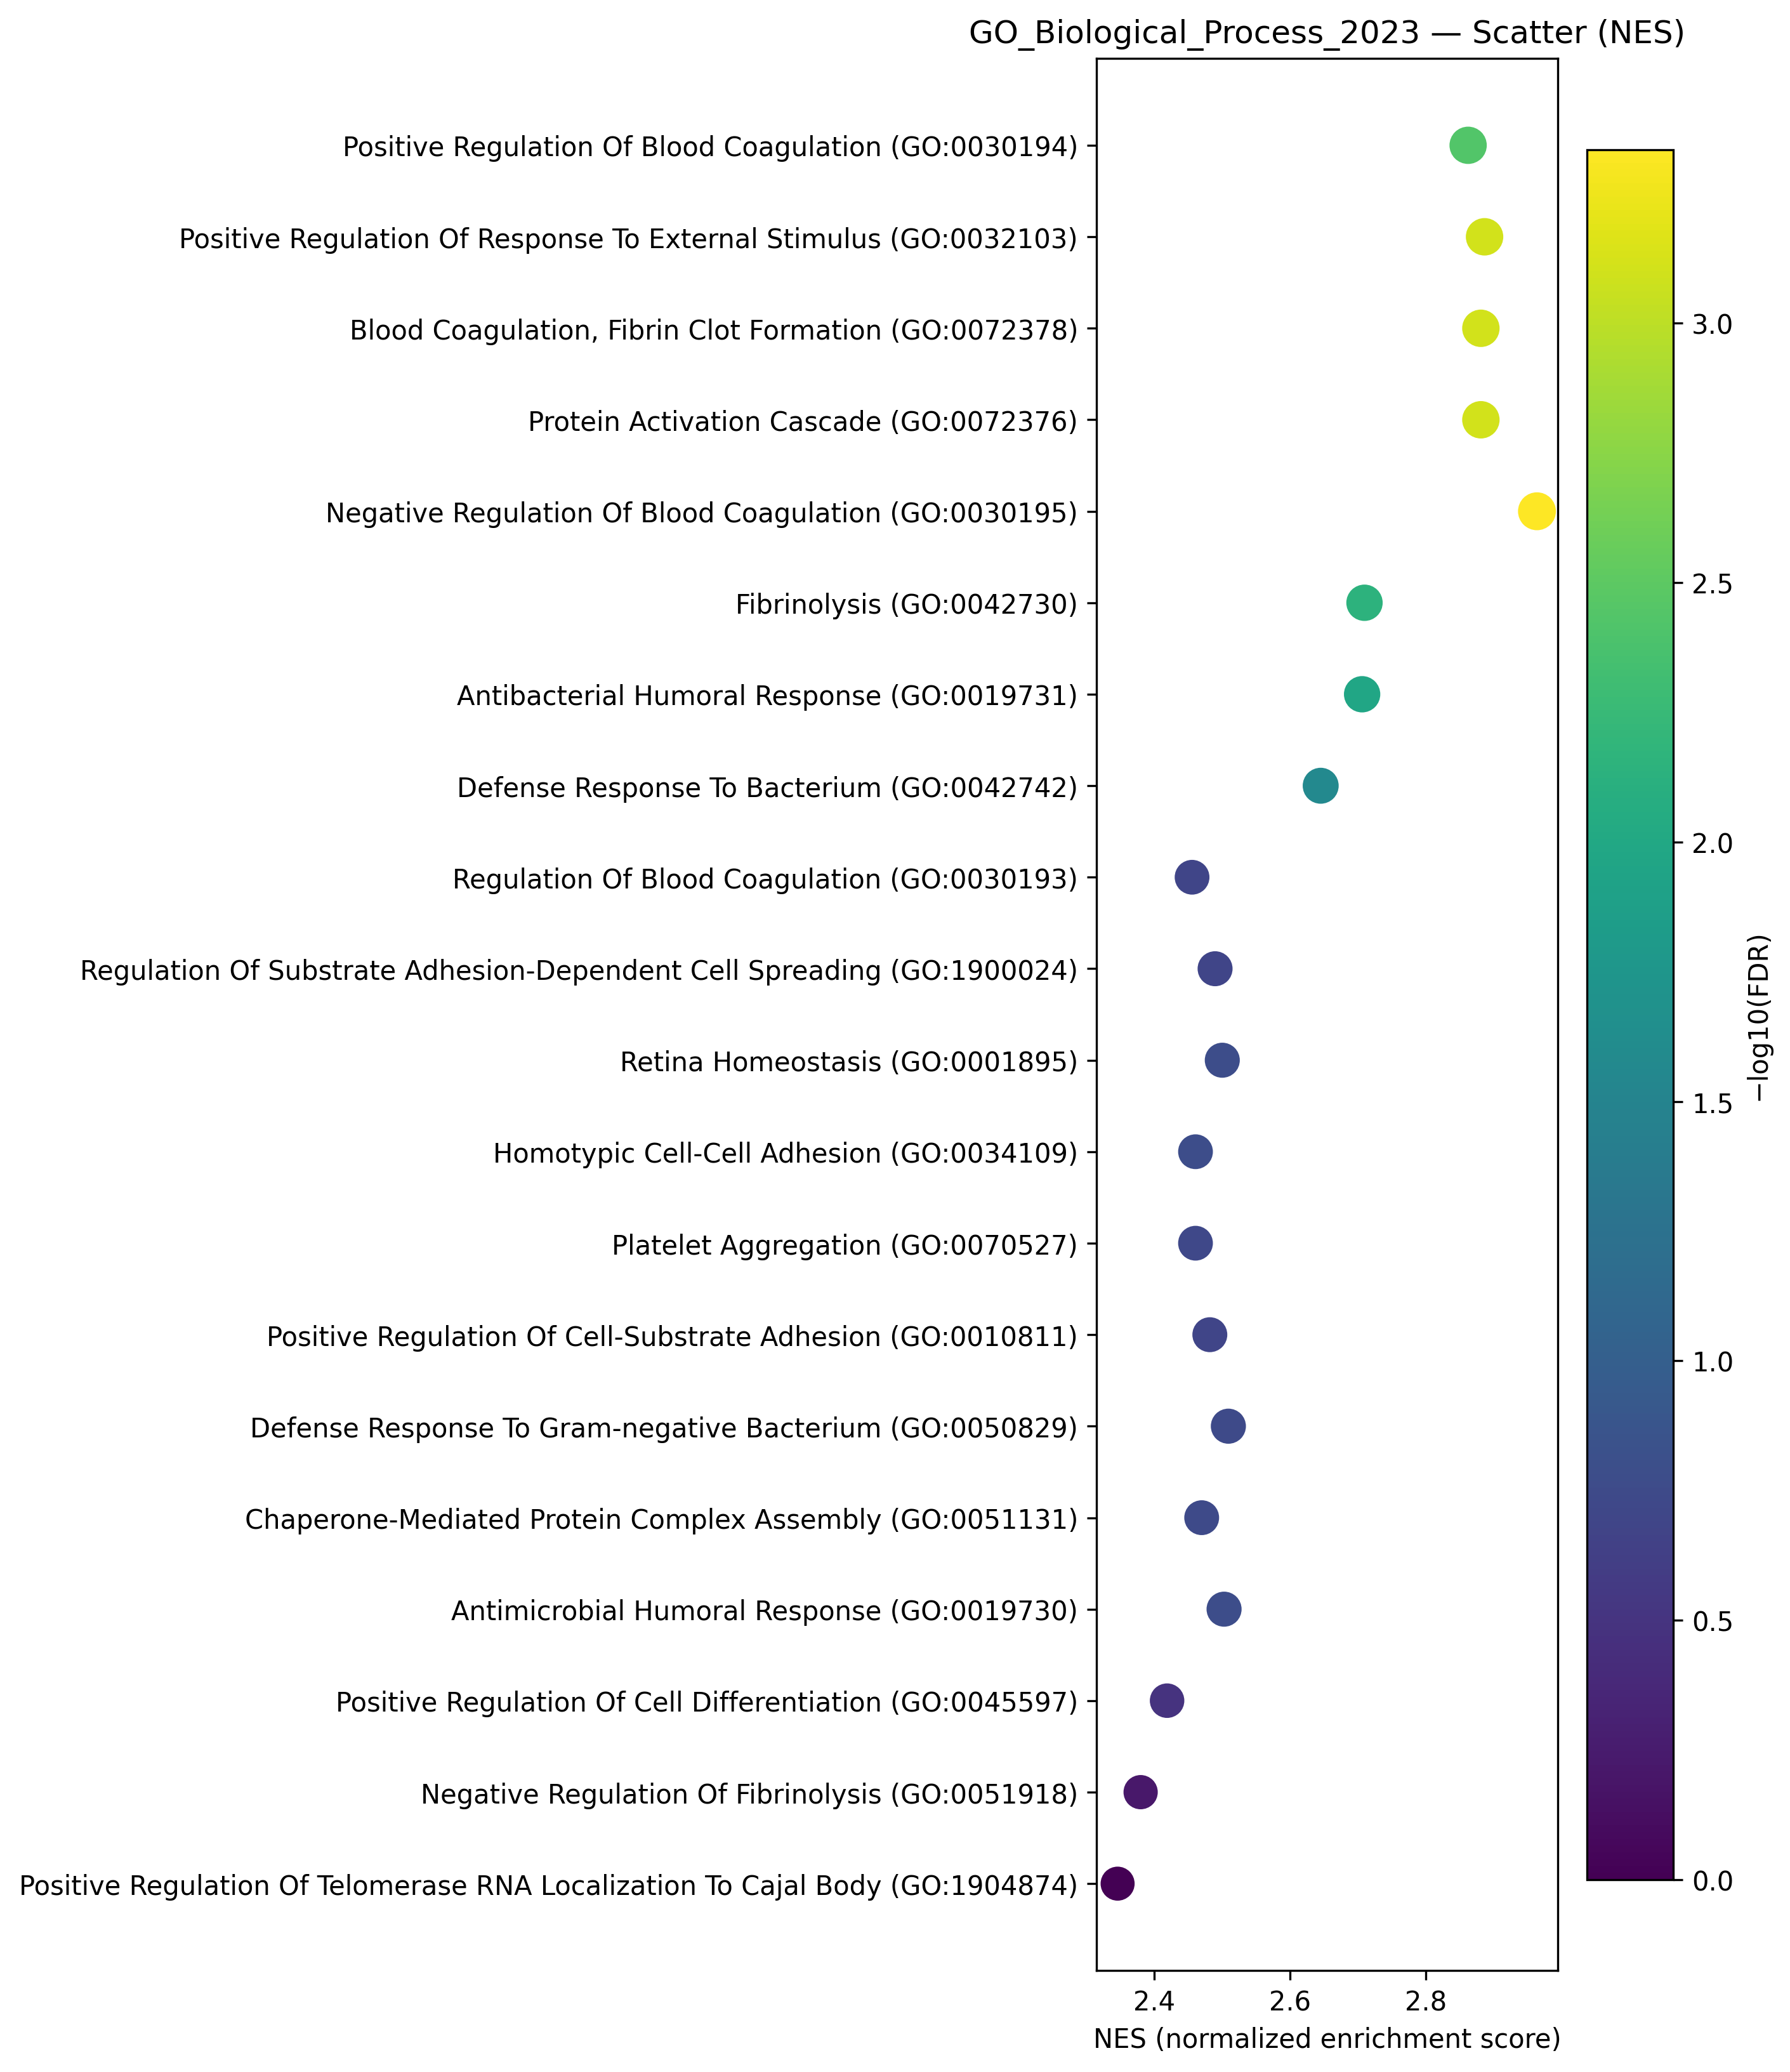 GO_Biological_Process_2023 — Scatter (NES)
Positive Regulation Of Blood Coagulation (GO:0030194)
Positive Regulation Of Response To External Stimulus (GO:0032103)
Blood Coagulation, Fibrin Clot Formation (GO:0072378)
Protein Activation Cascade (GO:0072376)
Negative Regulation Of Blood Coagulation (GO:0030195)
Fibrinolysis (GO:0042730)
Antibacterial Humoral Response (GO:0019731)
Defense Response To Bacterium (GO:0042742)
Regulation Of Blood Coagulation (GO:0030193)
Regulation Of Substrate Adhesion-Dependent Cell Spreading (GO:1900024)
Retina Homeostasis (GO:0001895)
Homotypic Cell-Cell Adhesion (GO:0034109)
Platelet Aggregation (GO:0070527)
Positive Regulation Of Cell-Substrate Adhesion (GO:0010811)
Defense Response To Gram-negative Bacterium (GO:0050829)
Chaperone-Mediated Protein Complex Assembly (GO:0051131)
Antimicrobial Humoral Response (GO:0019730)
Positive Regulation Of Cell Differentiation (GO:0045597)
Negative Regulation Of Fibrinolysis (GO:0051918)
Positive Regulation Of Telomerase RNA Localization To Cajal Body (GO:1904874)
2.4 2.6 2.8
NES (normalized enrichment score)
3.0
2.5
2.0
1.5
1.0
0.5
0.0
−log10(FDR)